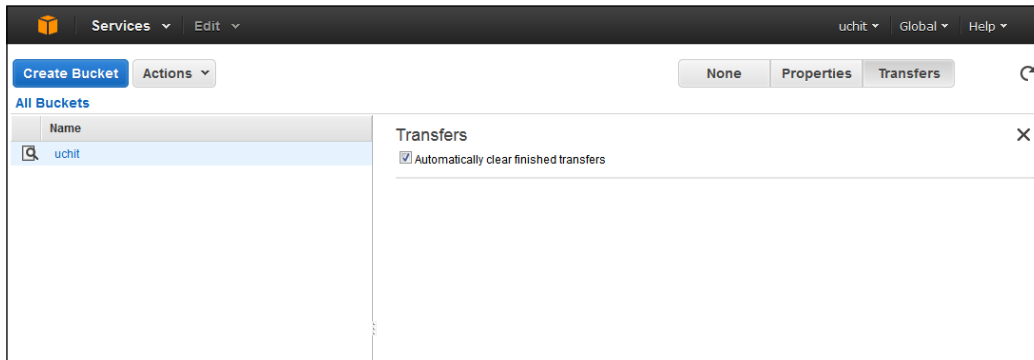 Services Edit uchit Global Help
Create Bucket Actions None Properties Transfers
All Buckets
Name
uchit
Transfers
Automatically clear finished transfers